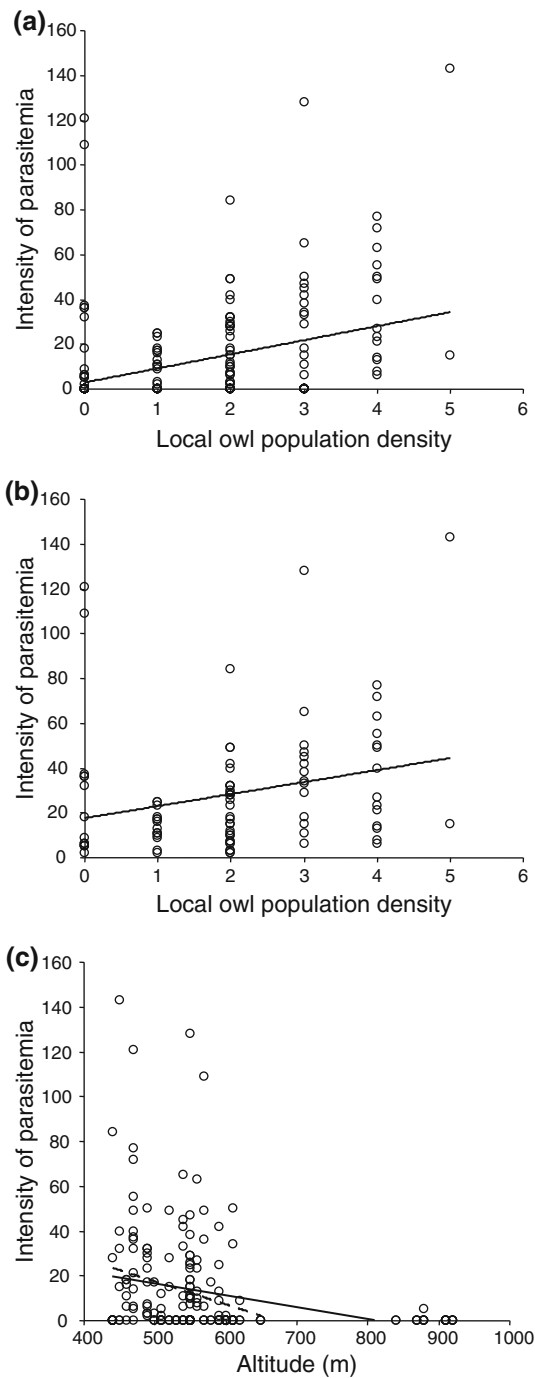 (a)
160
140
120
100
80
60
40
20
0
Intensity of parasitemia
0 1 2 3 4 5 6
Local owl population density
(b)
160
140
120
100
80
60
40
20
0
Intensity of parasitemia
0 1 2 3 4 5 6
Local owl population density
(c)
160
140
120
100
80
60
40
20
0
Intensity of parasitemia
400 500 600 700 800 900 1000
Altitude (m)